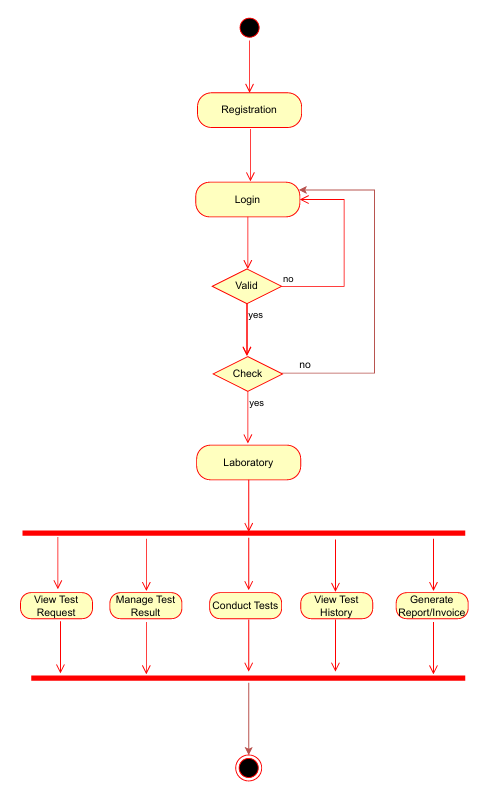 Registration
Login
Valid
no
yes
Check
no
yes
Laboratory
View Test
Request
Manage Test
Result
Conduct Tests
View Test
History
Generate
Report/Invoice